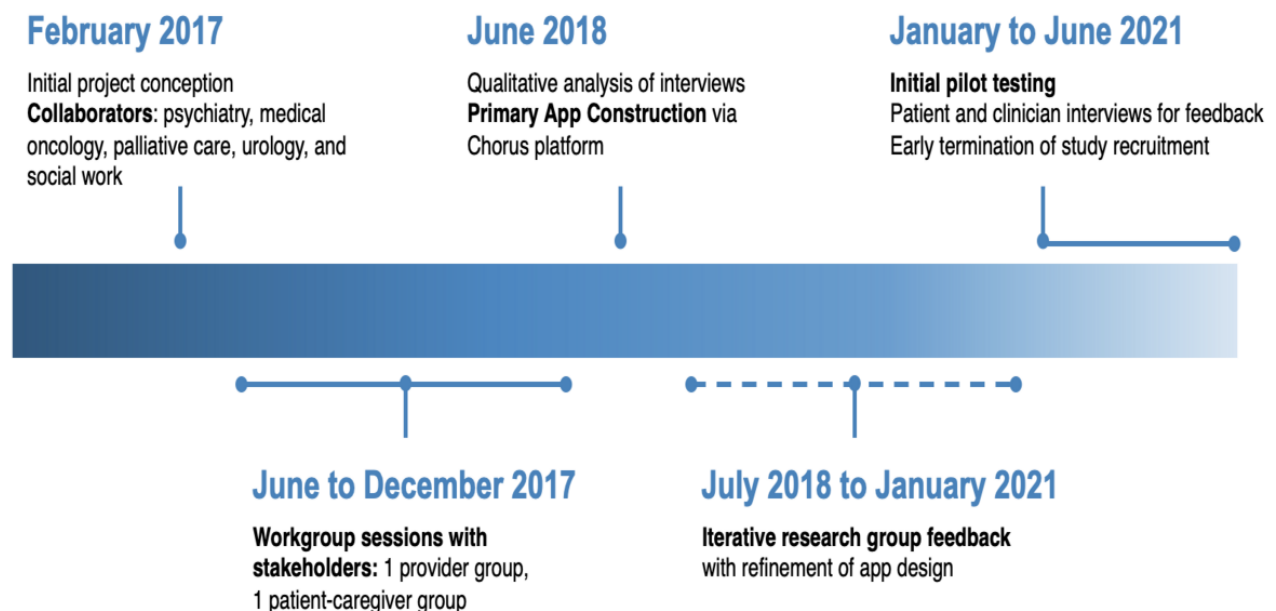 February 2017
Initial project conception
Collaborators: psychiatry, medical
oncology, palliative care, urology, and
social work
June 2018
Qualitative analysis of interviews
Primary App Construction via
Chorus platform
January to June 2021
Initial pilot testing
Patient and clinician interviews for feedback
Early termination of study recruitment
June to December 2017
Workgroup sessions with
stakeholders: 1 provider group,
1 patient-caregiver group
July 2018 to January 2021
Iterative research group feedback
with refinement of app design